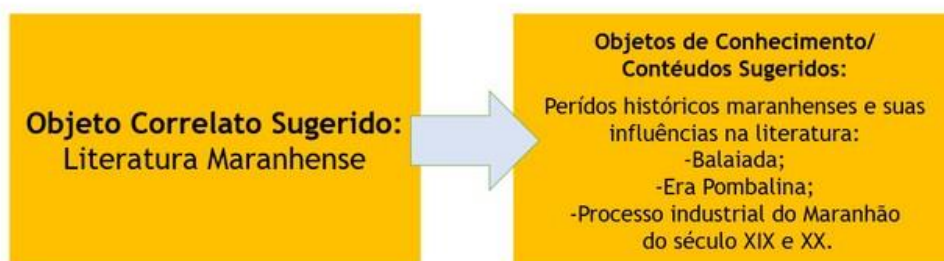 Objeto Correlato Sugerido:
Literatura Maranhense
Objetos de Conhecimento/
Contéudos Sugeridos:
Perídos históricos maranhenses e suas
influências na literatura:
-Balaiada;
-Era Pombalina;
-Processo industrial do Maranhão
do século XIX e XX.